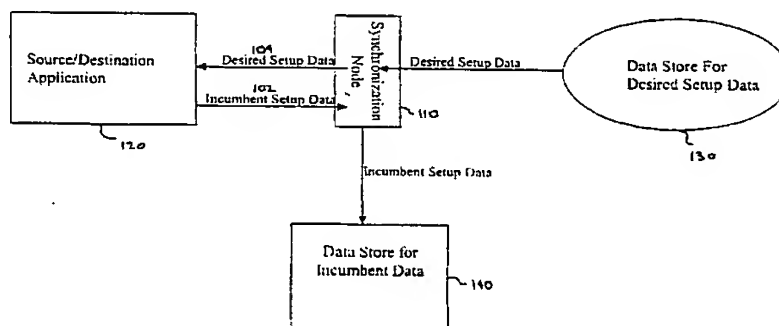 Source/Destination
Application
120
104
Desired Setup Data
102
Incumbent Setup Data
Synchronization
Node
110
Desired Setup Data
Data Store For
Desired Setup Data
130
Incumbent Setup Data
Data Store for
Incumbent Data
140